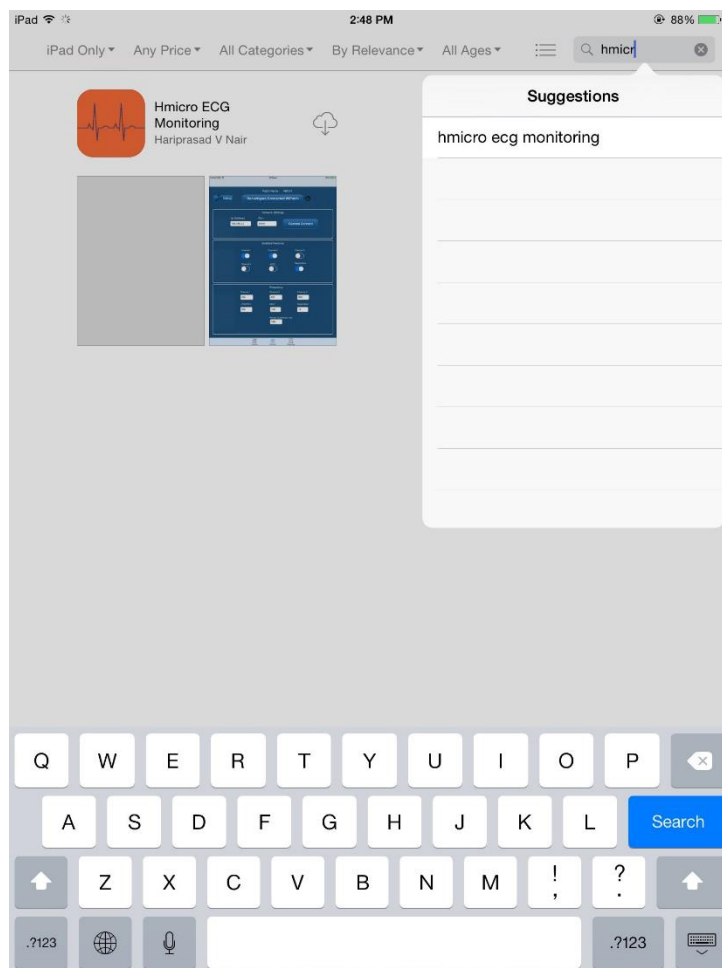 iPad 2:48 PM 88%
iPad Only Any Price All Categories By Relevance All Ages hmicr
Suggestions
hmicro ecg monitoring
Hmicro ECG
Monitoring
Hariprasad V Nair
Q W E R T Y U I O P
A S D F G H J K L Search
Z X C V B N M ! , ? .
.?123 .?123